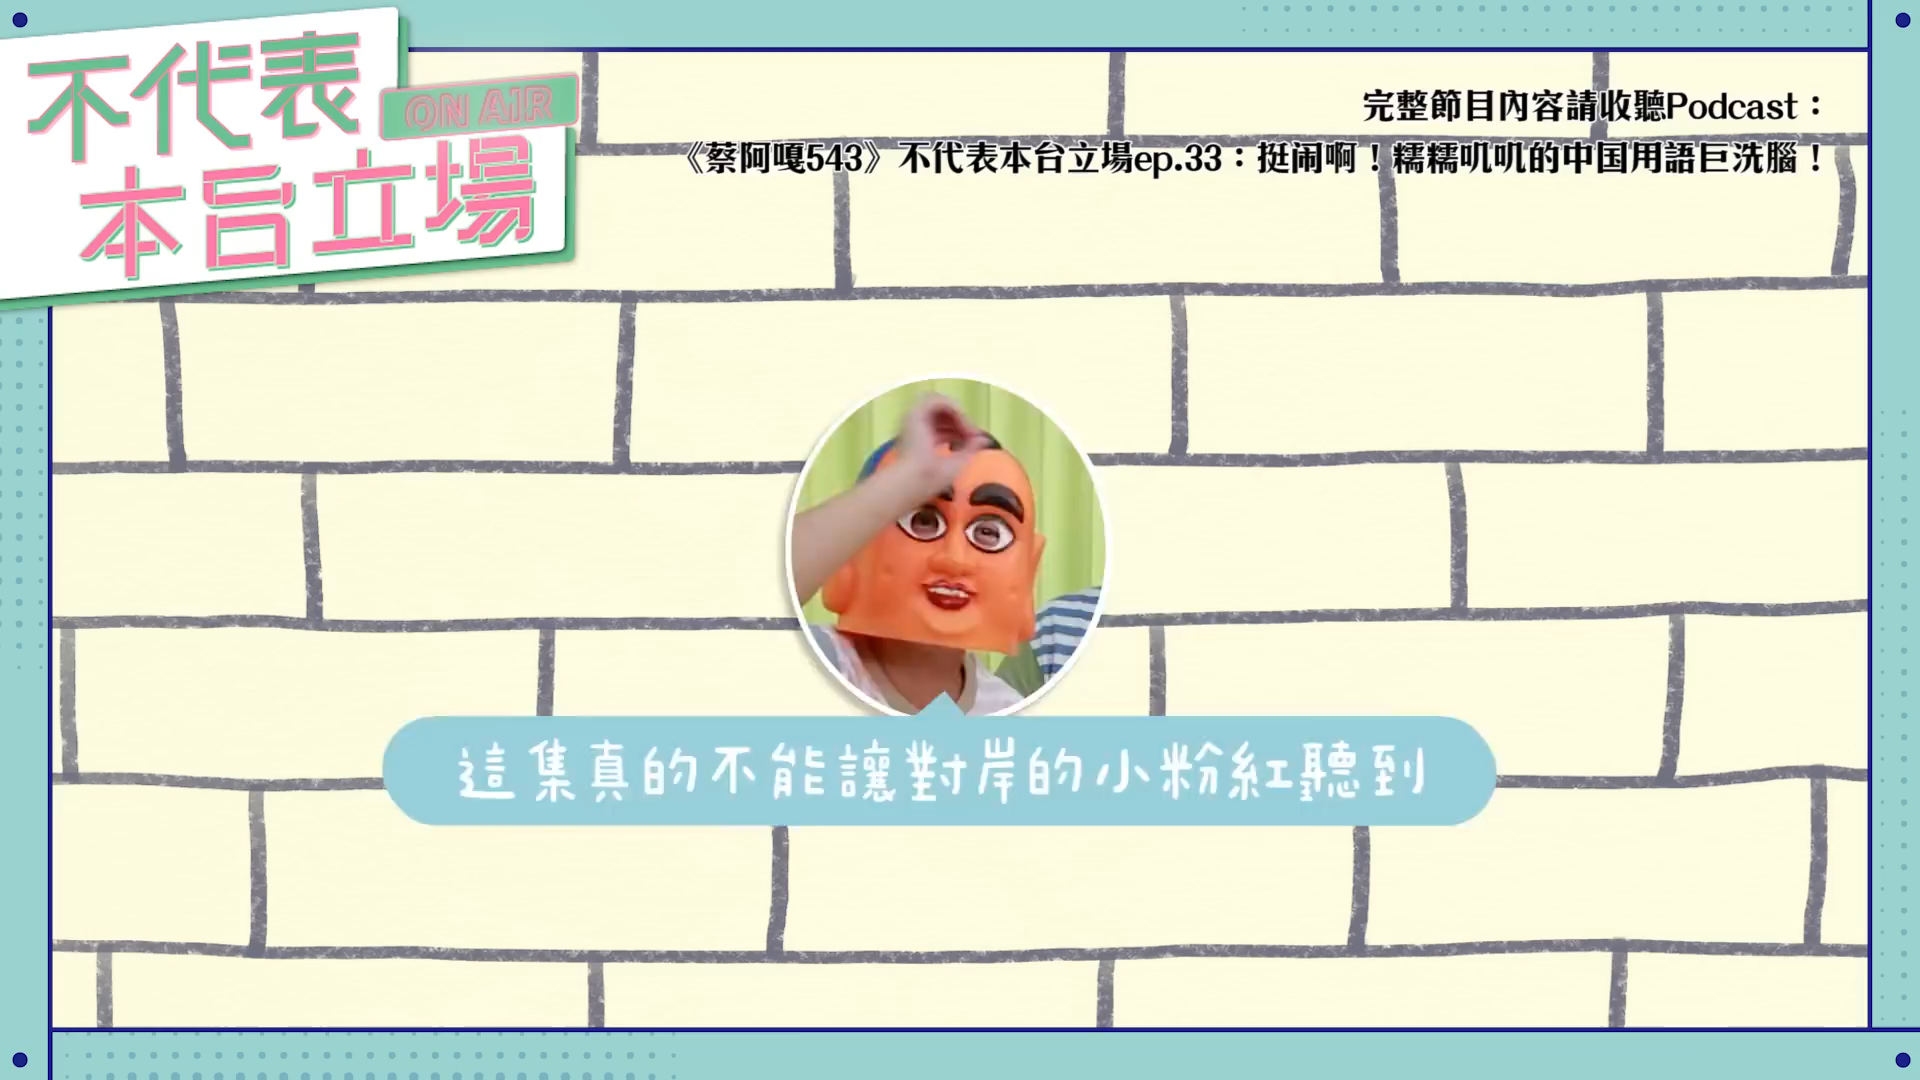 不代表
ON AIR
本台立場
完整節目內容請收聽Podcast：
《蔡阿嘎543》不代表本台立場ep.33：挺闹啊！糯糯叽叽的中国用語巨洗腦！
這集真的不能讓對岸的小粉紅聽到